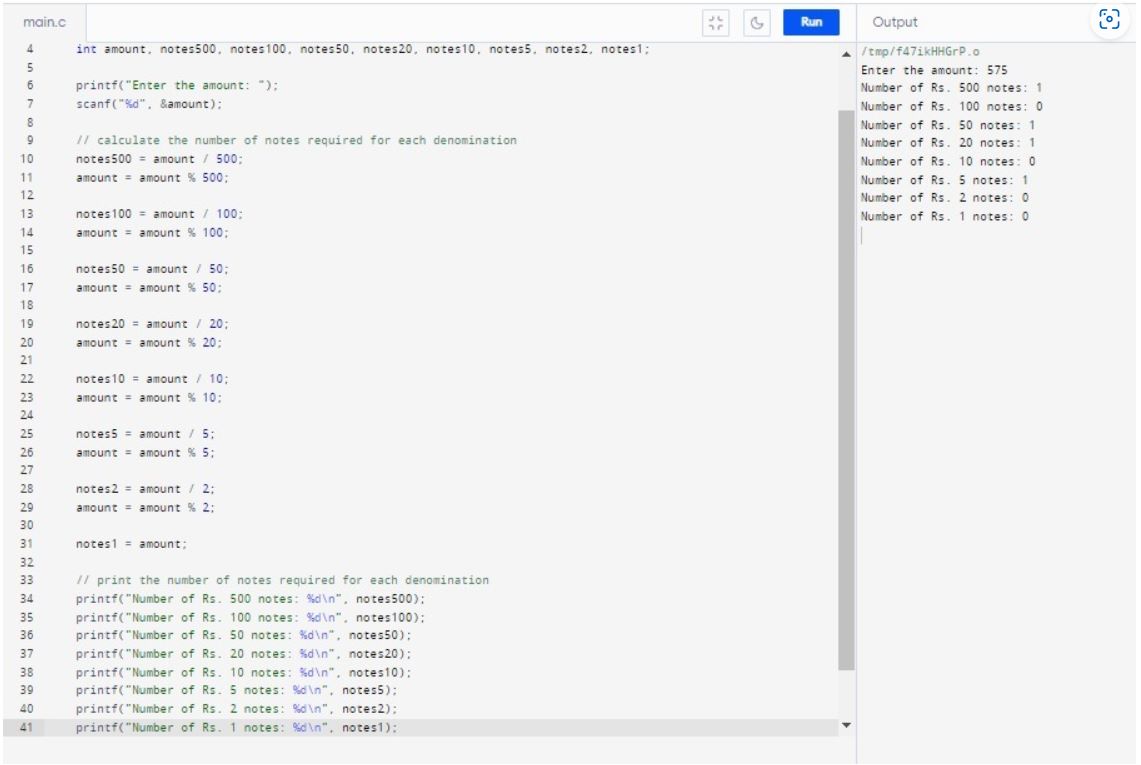 main.c
Run
4 int amount, notes500, notes100, notes50, notes20, notes10, notes5, notes2, notes1;
5
6 printf("Enter the amount: ");
7 scanf("%d", &amount);
8
9 // calculate the number of notes required for each denomination
10 notes500 = amount / 500;
11 amount = amount % 500;
12
13 notes100 = amount / 100;
14 amount = amount % 100;
15
16 notes50 = amount / 50;
17 amount = amount % 50;
18
19 notes20 = amount / 20;
20 amount = amount % 20;
21
22 notes10 = amount / 10;
23 amount = amount % 10;
24
25 notes5 = amount / 5;
26 amount = amount % 5;
27
28 notes2 = amount / 2;
29 amount = amount % 2;
30
31 notes1 = amount;
32
33 // print the number of notes required for each denomination
34 printf("Number of Rs. 500 notes: %d\n", notes500);
35 printf("Number of Rs. 100 notes: %d\n", notes100);
36 printf("Number of Rs. 50 notes: %d\n", notes50);
37 printf("Number of Rs. 20 notes: %d\n", notes20);
38 printf("Number of Rs. 10 notes: %d\n", notes10);
39 printf("Number of Rs. 5 notes: %d\n", notes5);
40 printf("Number of Rs. 2 notes: %d\n", notes2);
41 printf("Number of Rs. 1 notes: %d\n", notes1);
Output
/tmp/f47ikHHGrP.o
Enter the amount: 575
Number of Rs. 500 notes: 1
Number of Rs. 100 notes: 0
Number of Rs. 50 notes: 1
Number of Rs. 20 notes: 1
Number of Rs. 10 notes: 0
Number of Rs. 5 notes: 1
Number of Rs. 2 notes: 0
Number of Rs. 1 notes: 0